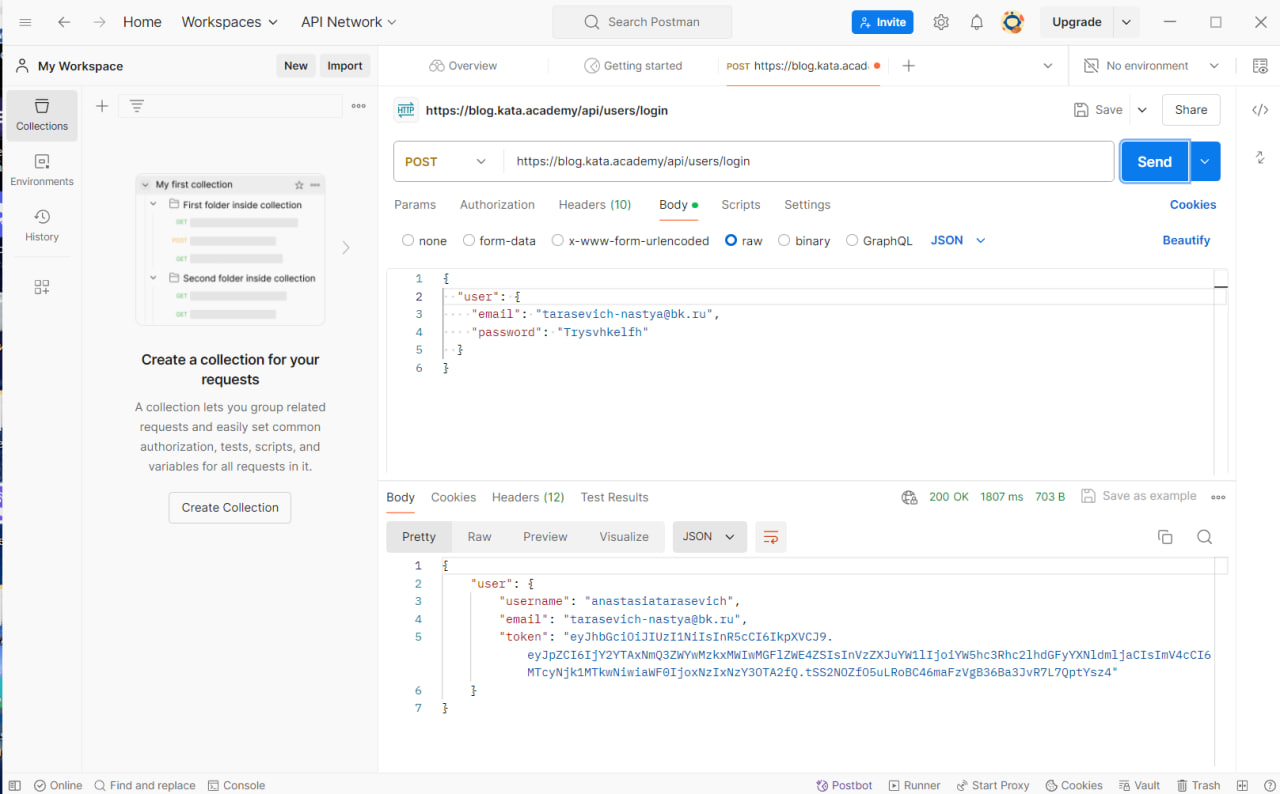 Home Workspaces API Network Search Postman Invite Upgrade
My Workspace New Import Overview Getting started POST https://blog.kata.acad No environment
Collections
Environments
History
My first collection
First folder inside collection
GET
POST
GET
Second folder inside collection
GET
GET
Create a collection for your
requests
A collection lets you group related
requests and easily set common
authorization, tests, scripts, and
variables for all requests in it.
Create Collection
HTTP https://blog.kata.academy/api/users/login Save Share
POST https://blog.kata.academy/api/users/login Send
Params Authorization Headers (10) Body Scripts Settings Cookies
none form-data x-www-form-urlencoded raw binary GraphQL JSON Beautify
1 {
2 "user": {
3 "email": "tarasevich-nastya@bk.ru",
4 "password": "Trysvhkelfh"
5 }
6 }
Body Cookies Headers (12) Test Results 200 OK 1807 ms 703 B Save as example
Pretty Raw Preview Visualize JSON
1 {
2 "user": {
3 "username": "anastasiatarasevich",
4 "email": "tarasevich-nastya@bk.ru",
5 "token": "eyJhbGciOiJIUzI1NiIsInR5cCI6IkpXVCJ9.
eyJpZCI6IjY2YTAxNmQ3ZWYwMzkxMWIwMGFlZWE4ZSIsInVzZXJuYW1lIjoiYW5hc3Rhc2lhdGFyYXNldmljaCIsImV4cCI6
MTcyNjk1MTkwNiwiaWF0IjoxNzIxNzY3OTA2fQ.tSS2NOZfO5uLRoBC46maFzVgB36Ba3JvR7L7QptYsz4"
6 }
7 }
Online Find and replace Console Postbot Runner Start Proxy Cookies Vault Trash